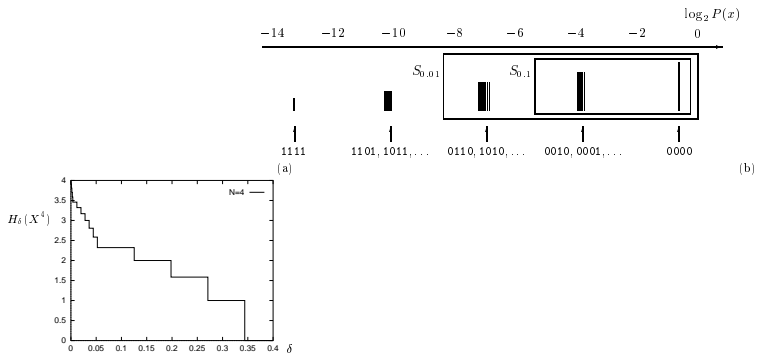 log₂ P(x)
−14 −12 −10 −8 −6 −4 −2 0
S₀.₀₁ S₀.₁
1111 1101, 1011, . . . 0110, 1010, . . . 0010, 0001, . . . 0000
(a) (b)
4
N=4
3.5
H_δ(X⁴)
3
2.5
2
1.5
1
0.5
0
0 0.05 0.1 0.15 0.2 0.25 0.3 0.35 0.4 δ